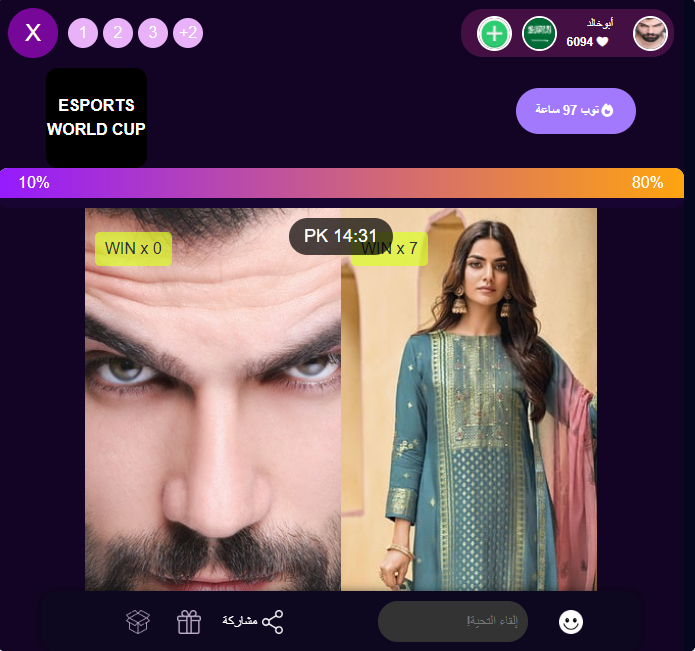 X
1
2
3
+2
أبوخالد
6094
ESPORTS
WORLD CUP
توب 97 ساعة
10%
80%
PK 14:31
WIN x 0
WIN x 7
مشاركة
إلقاء التحية!